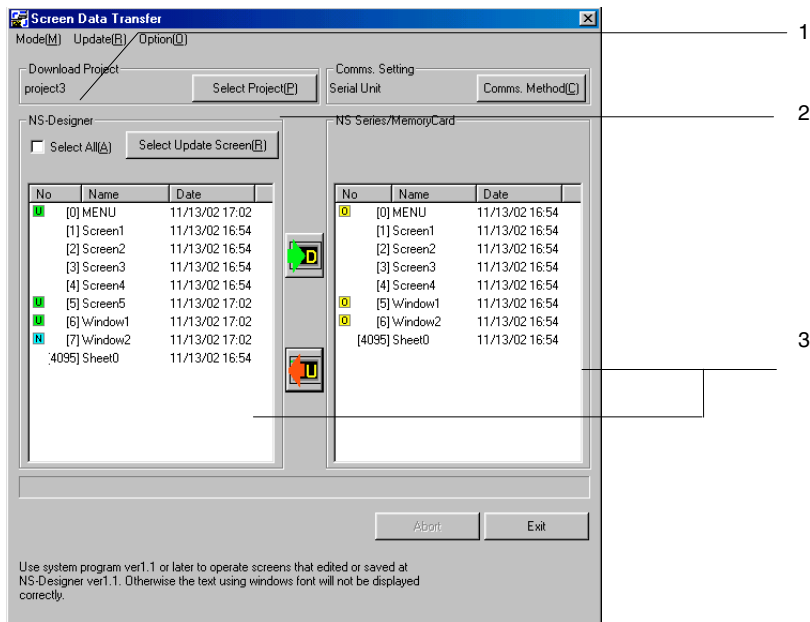 Screen Data Transfer
1
Mode(M) Update(R) Option(O)
Download Project
project3
Select Project(P)
Comms. Setting
Serial Unit
Comms. Method(C)
2
NS-Designer
Select All(A)
Select Update Screen(R)
NS Series/MemoryCard
No Name Date
U [0] MENU 11/13/02 17:02
[1] Screen1 11/13/02 16:54
[2] Screen2 11/13/02 16:54
[3] Screen3 11/13/02 16:54
[4] Screen4 11/13/02 16:54
U [5] Screen5 11/13/02 17:02
U [6] Window1 11/13/02 17:02
N [7] Window2 11/13/02 17:02
[4095] Sheet0 11/13/02 16:54
D
U
No Name Date
O [0] MENU 11/13/02 16:54
[1] Screen1 11/13/02 16:54
[2] Screen2 11/13/02 16:54
[3] Screen3 11/13/02 16:54
[4] Screen4 11/13/02 16:54
O [5] Window1 11/13/02 16:54
O [6] Window2 11/13/02 16:54
[4095] Sheet0 11/13/02 16:54
3
Abort
Exit
Use system program ver1.1 or later to operate screens that edited or saved at
NS-Designer ver1.1. Otherwise the text using windows font will not be displayed
correctly.